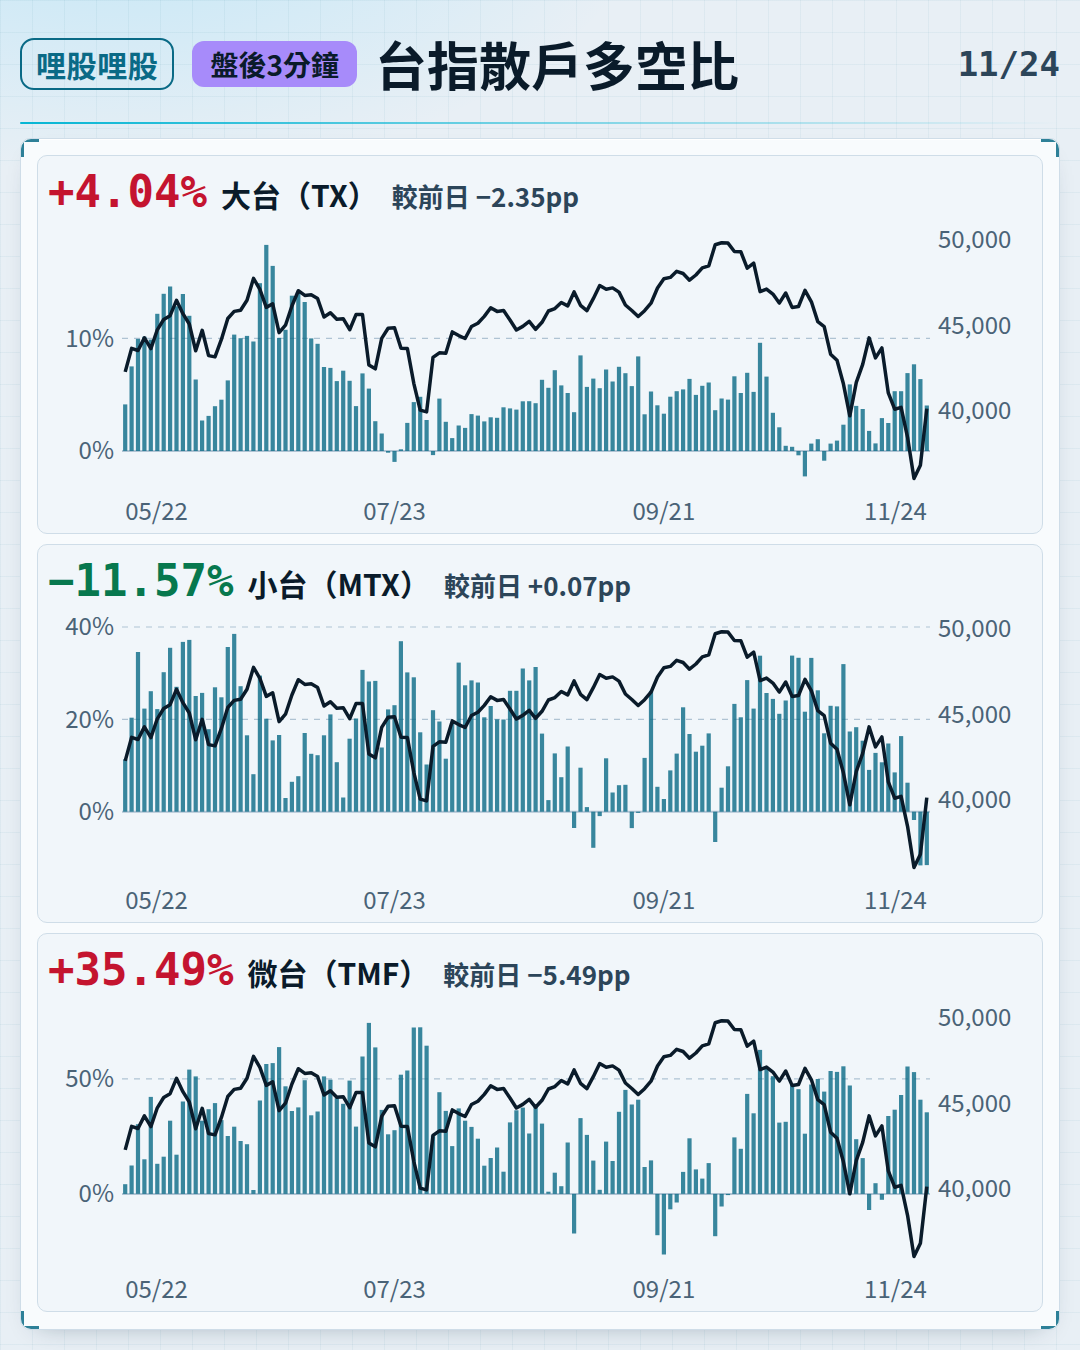 哩股哩股 盤後3分鐘 台指散戶多空比 11/24
+4.04% 大台（TX） 較前日 −2.35pp
50,000
45,000
10%
40,000
0%
05/22 07/23 09/21 11/24
−11.57% 小台（MTX） 較前日 +0.07pp
40% 50,000
20% 45,000
0% 40,000
05/22 07/23 09/21 11/24
+35.49% 微台（TMF） 較前日 −5.49pp
50,000
50%
45,000
0% 40,000
05/22 07/23 09/21 11/24